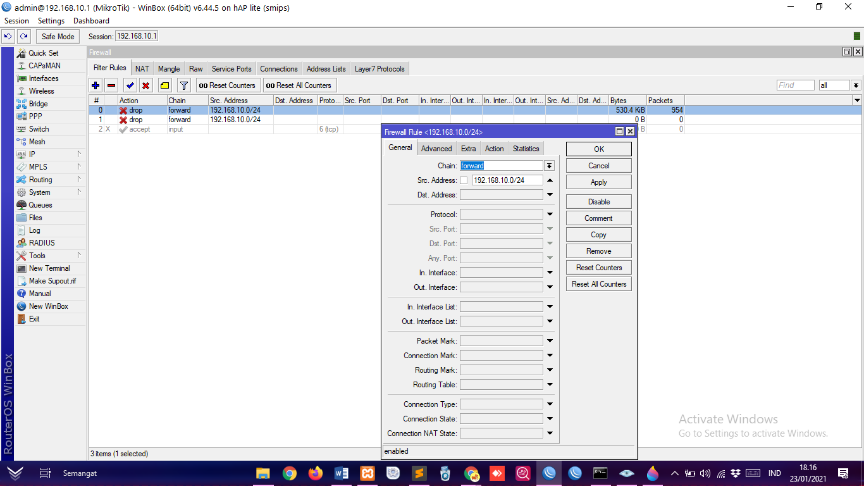 admin@192.168.10.1 (MikroTik) - WinBox (64bit) v6.44.5 on hAP lite (smips)
Session Settings Dashboard
Safe Mode Session: 192.168.10.1
Quick Set
CAPsMAN
Interfaces
Wireless
Bridge
PPP
Switch
Mesh
IP
MPLS
Routing
System
Queues
Files
Log
RADIUS
Tools
New Terminal
Make Supout.rif
Manual
New WinBox
Exit
RouterOS WinBox
Firewall
Filter Rules NAT Mangle Raw Service Ports Connections Address Lists Layer7 Protocols
00 Reset Counters 00 Reset All Counters Find all
# Action Chain Src. Address Dst. Address Proto... Src. Port Dst. Port In. Inter... Out. Int... In. Inter... Out. Int... Src. Ad... Dst. Ad... Bytes Packets
0 drop forward 192.168.10.0/24 530.4 KiB 954
1 drop forward 192.168.10.0/24 0 B 0
2 X accept input 6 (tcp) B 0
3 items (1 selected)
Firewall Rule <192.168.10.0/24>
General Advanced Extra Action Statistics
Chain: forward
Src. Address: 192.168.10.0/24
Dst. Address:
Protocol:
Src. Port:
Dst. Port:
Any. Port:
In. Interface:
Out. Interface:
In. Interface List:
Out. Interface List:
Packet Mark:
Connection Mark:
Routing Mark:
Routing Table:
Connection Type:
Connection State:
Connection NAT State:
OK
Cancel
Apply
Disable
Comment
Copy
Remove
Reset Counters
Reset All Counters
enabled
Activate Windows
Go to Settings to activate Windows.
Semangat
IND
18.16
23/01/2021